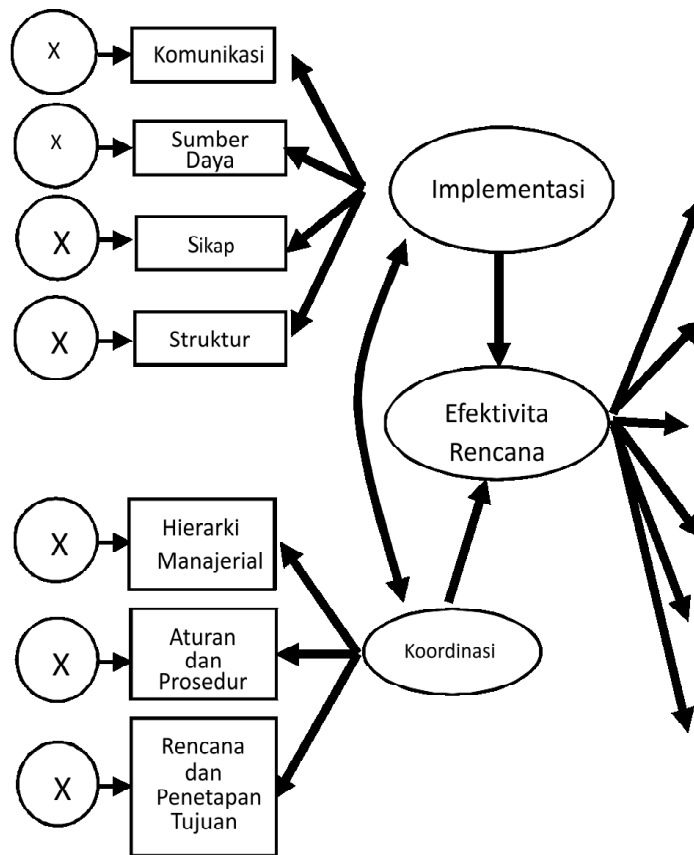 X
Komunikasi
X
Sumber
Daya
X
Sikap
X
Struktur
Implementasi
Efektivita
Rencana
X
Hierarki
Manajerial
X
Aturan
dan
Prosedur
X
Rencana
dan
Penetapan
Tujuan
Koordinasi